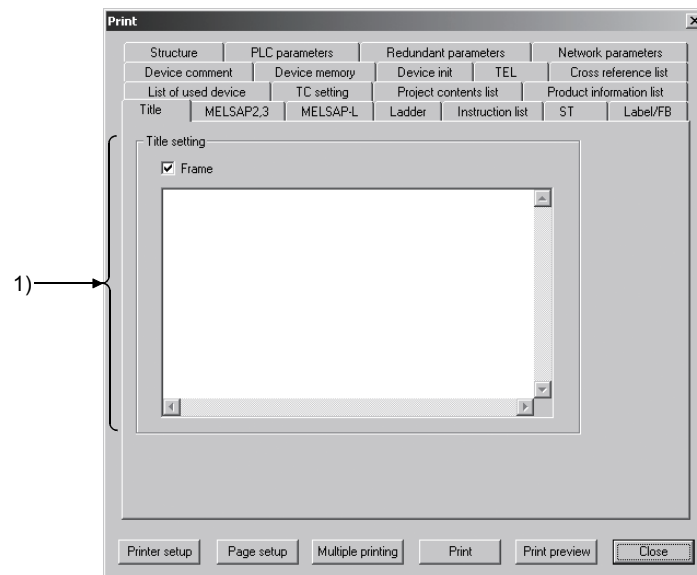 Print
Structure PLC parameters Redundant parameters Network parameters
Device comment Device memory Device init TEL Cross reference list
List of used device TC setting Project contents list Product information list
Title MELSAP2,3 MELSAP-L Ladder Instruction list ST Label/FB
Title setting
Frame
1)
Printer setup Page setup Multiple printing Print Print preview Close